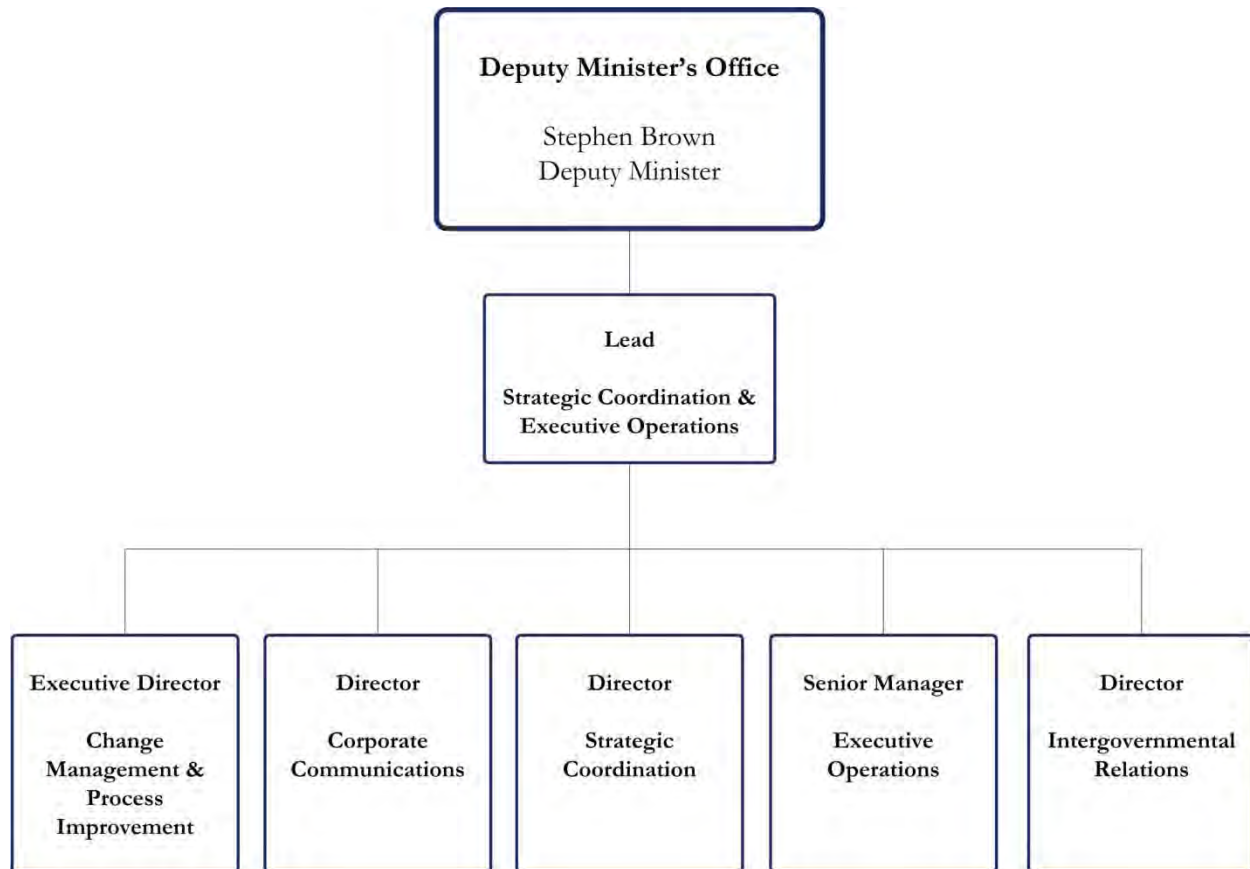 Deputy Minister’s Office
Stephen Brown
Deputy Minister
Lead
Strategic Coordination &
Executive Operations
Executive Director
Change
Management &
Process
Improvement
Director
Corporate
Communications
Director
Strategic
Coordination
Senior Manager
Executive
Operations
Director
Intergovernmental
Relations